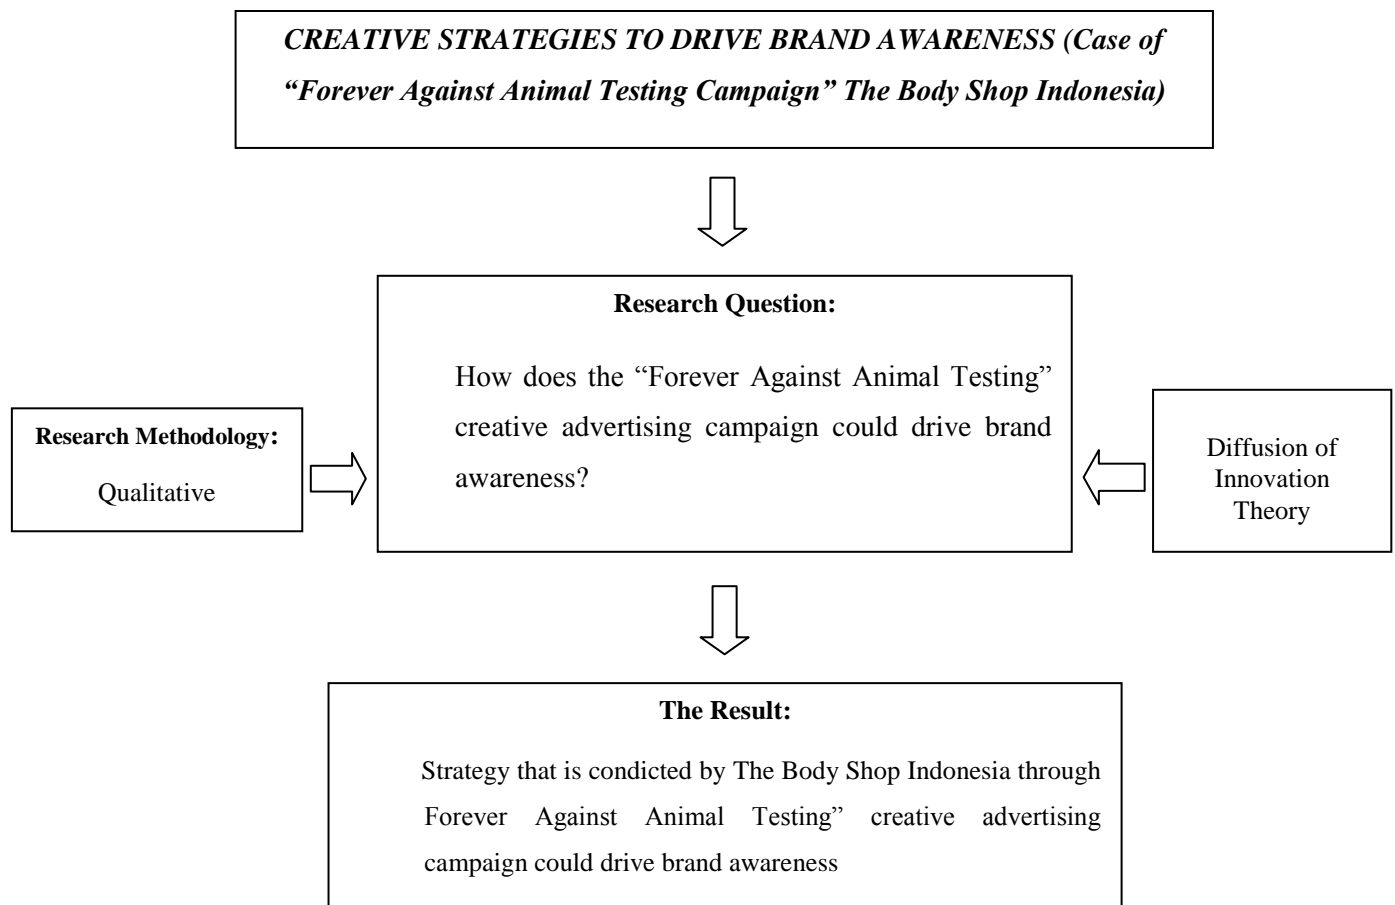 CREATIVE STRATEGIES TO DRIVE BRAND AWARENESS (Case of
“Forever Against Animal Testing Campaign” The Body Shop Indonesia)
Research Question:
How does the “Forever Against Animal Testing”
creative advertising campaign could drive brand
awareness?
Research Methodology:
Qualitative
Diffusion of
Innovation
Theory
The Result:
Strategy that is condicted by The Body Shop Indonesia through
Forever Against Animal Testing” creative advertising
campaign could drive brand awareness